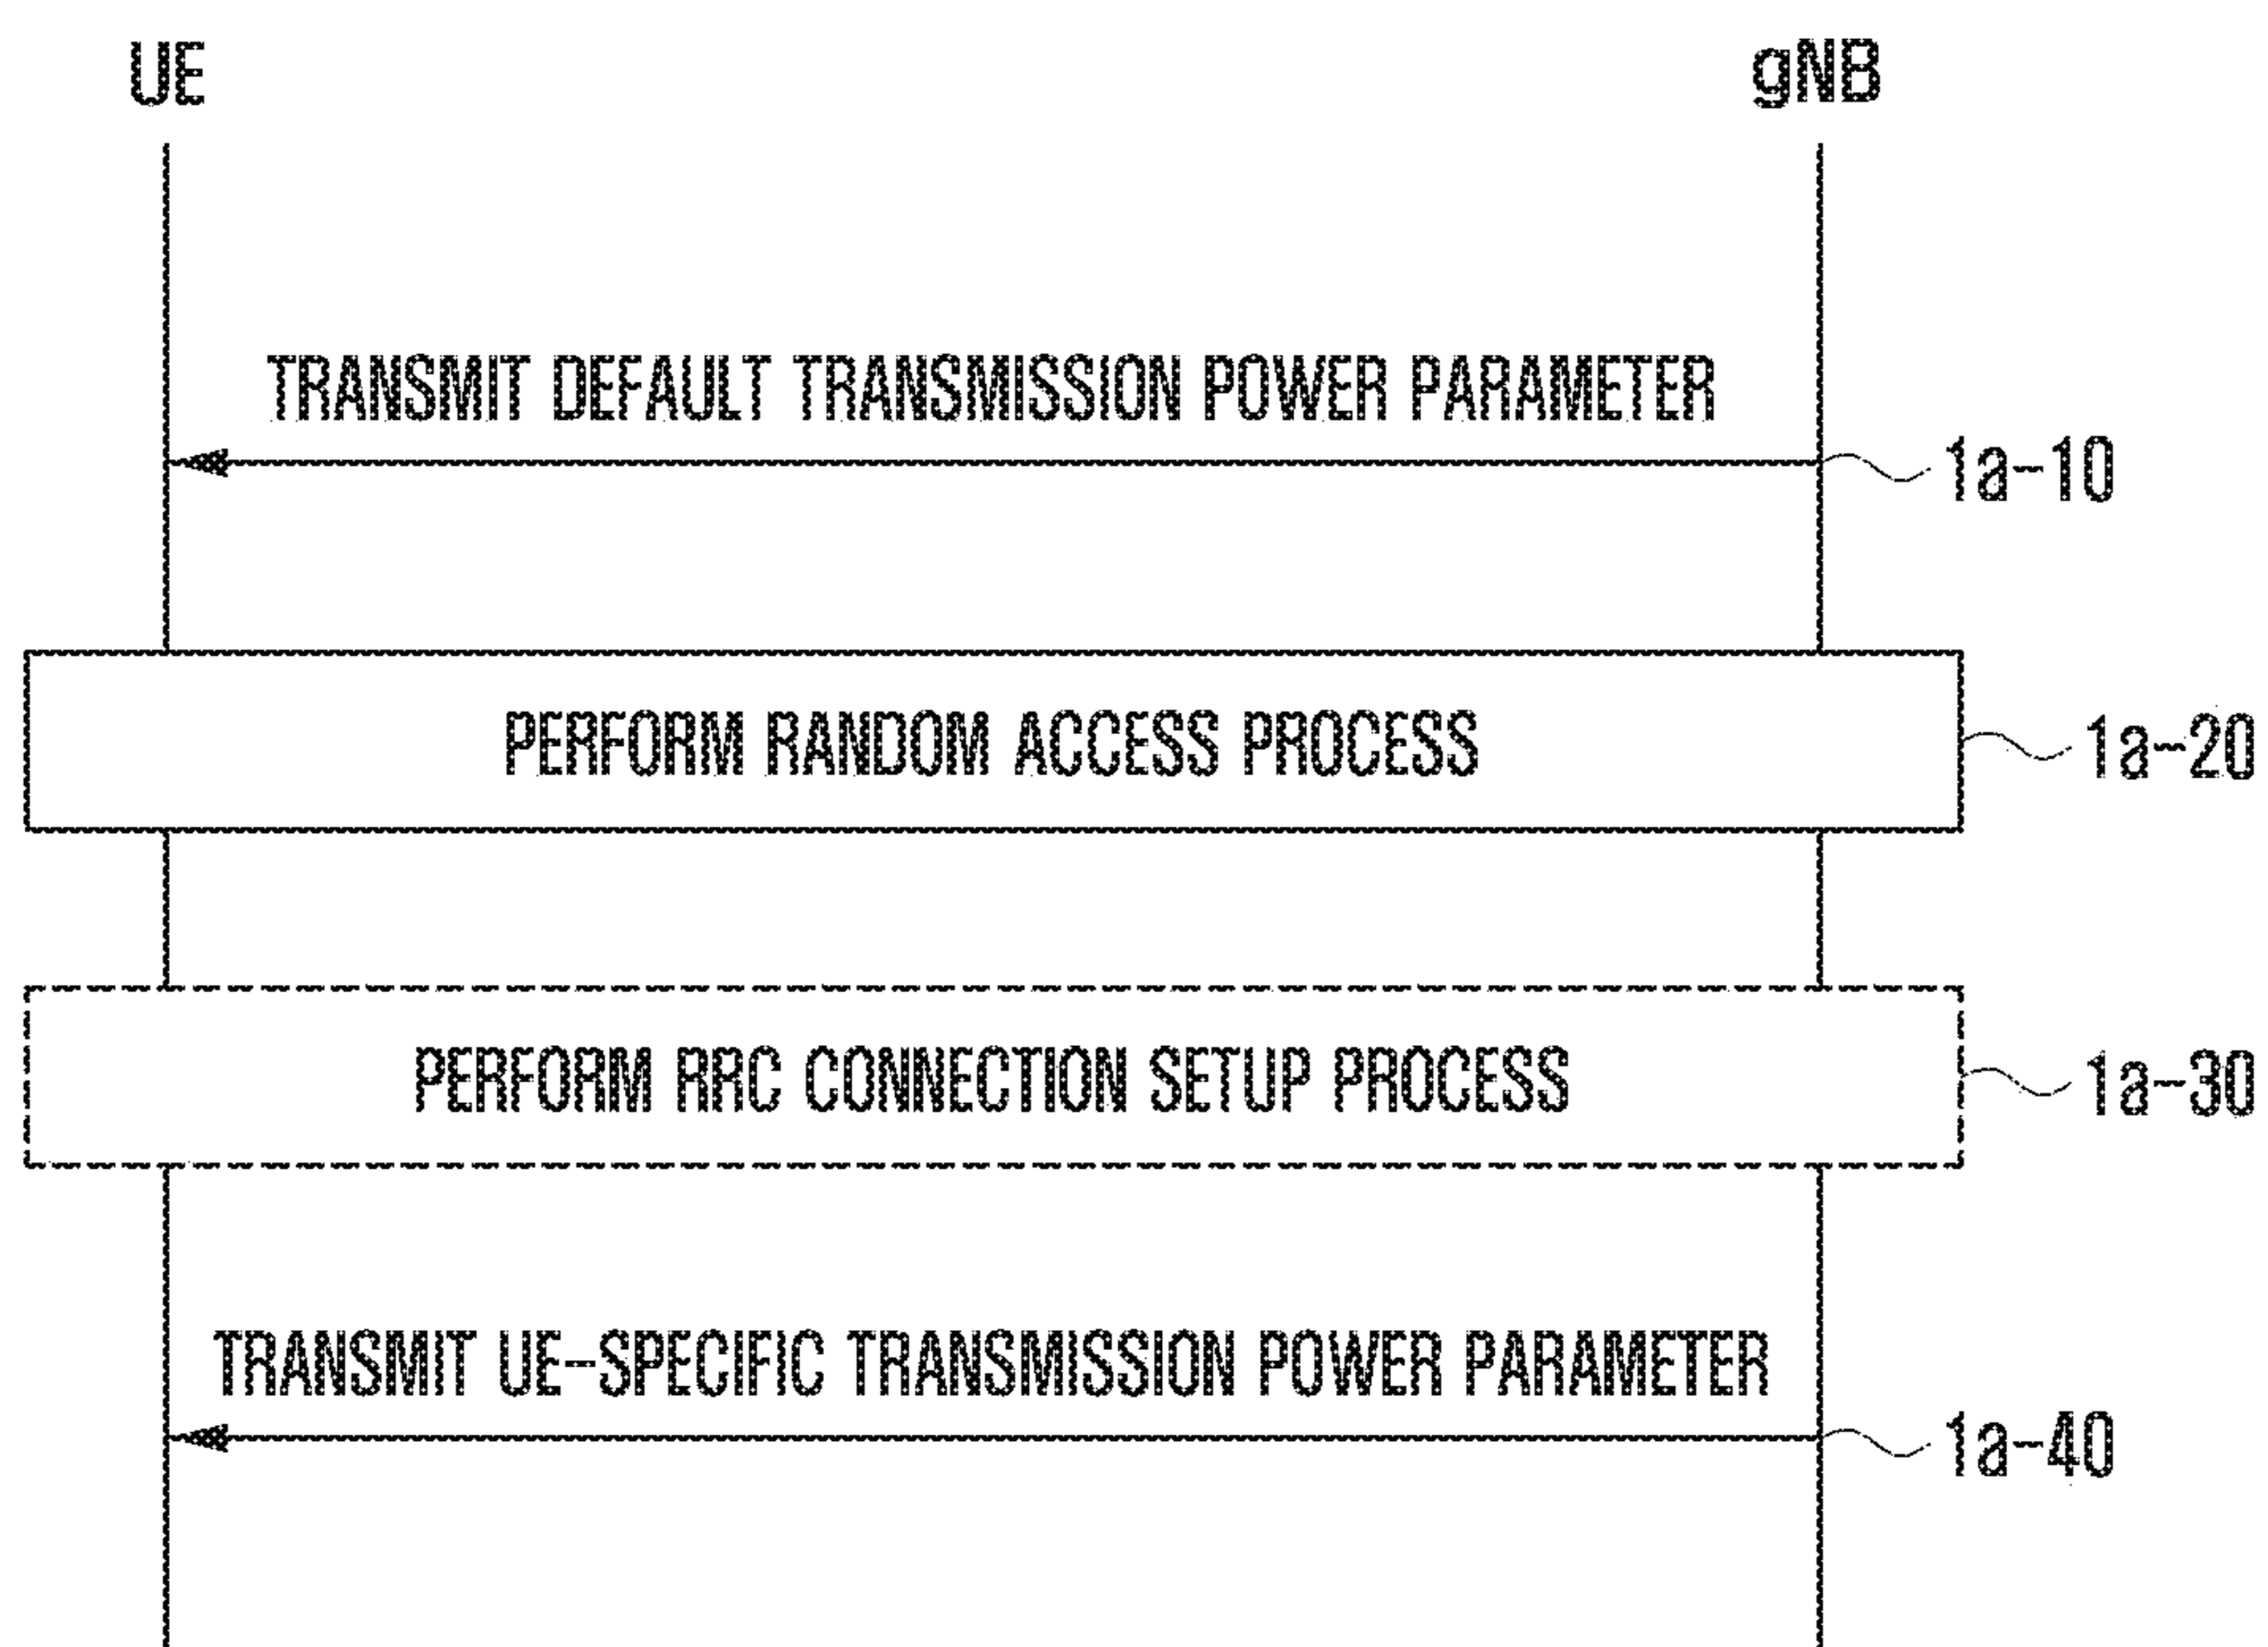 UE gNB
TRANSMIT DEFAULT TRANSMISSION POWER PARAMETER
1a-10
PERFORM RANDOM ACCESS PROCESS 1a-20
PERFORM RRC CONNECTION SETUP PROCESS 1a-30
TRANSMIT UE-SPECIFIC TRANSMISSION POWER PARAMETER
1a-40